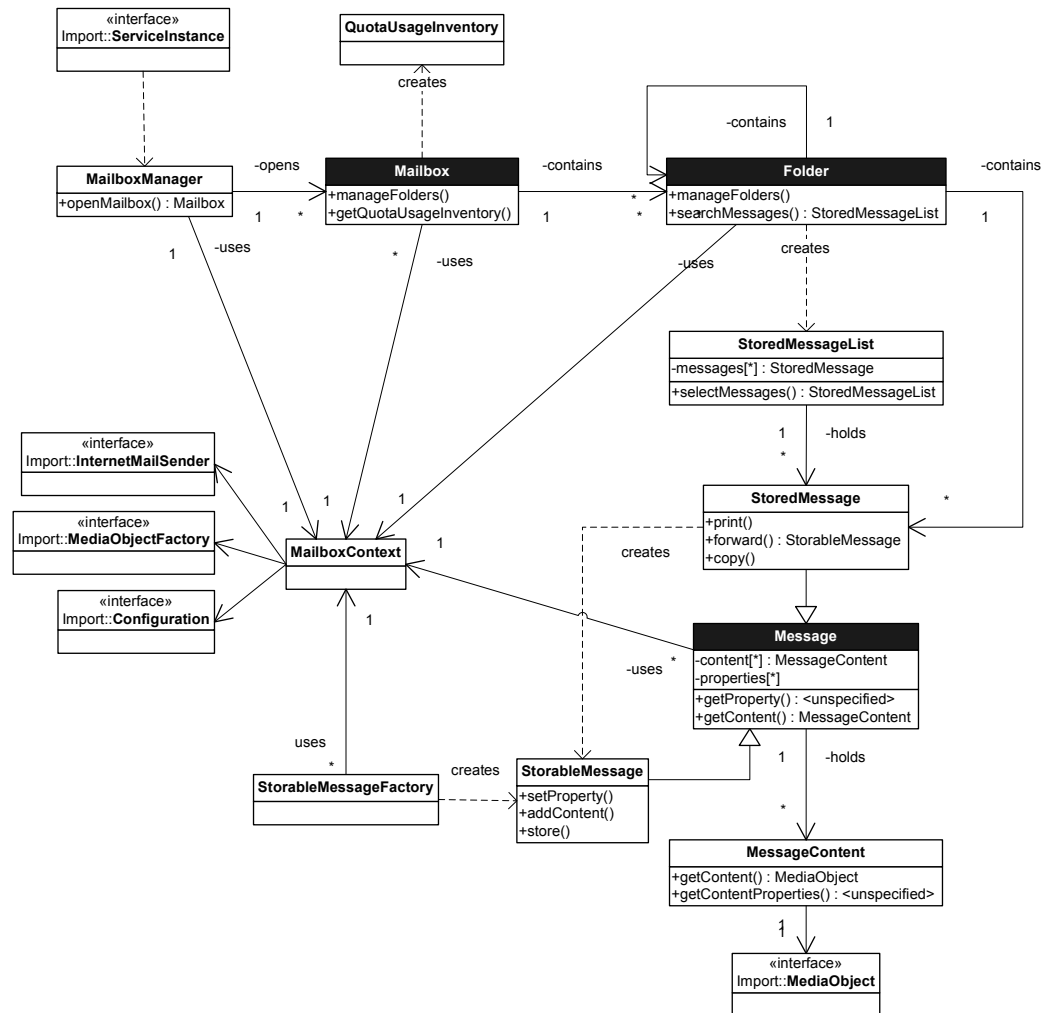 «interface»
Import::ServiceInstance
QuotaUsageInventory
creates
-contains
1
MailboxManager
+openMailbox() : Mailbox
-opens
1
*
Mailbox
+manageFolders()
+getQuotaUsageInventory()
-contains
1
*
*
Folder
+manageFolders()
+searchMessages() : StoredMessageList
*
-contains
1
1
-uses
*
-uses
-uses
creates
StoredMessageList
-messages[*] : StoredMessage
+selectMessages() : StoredMessageList
1
-holds
*
«interface»
Import::InternetMailSender
«interface»
Import::MediaObjectFactory
«interface»
Import::Configuration
1
1
1
1
MailboxContext
1
StoredMessage
+print()
+forward() : StorableMessage
+copy()
*
creates
Message
-content[*] : MessageContent
-properties[*]
+getProperty() : <unspecified>
+getContent() : MessageContent
-uses
*
uses
*
StorableMessageFactory
creates
StorableMessage
+setProperty()
+addContent()
+store()
1
-holds
*
MessageContent
+getContent() : MediaObject
+getContentProperties() : <unspecified>
1
1
«interface»
Import::MediaObject